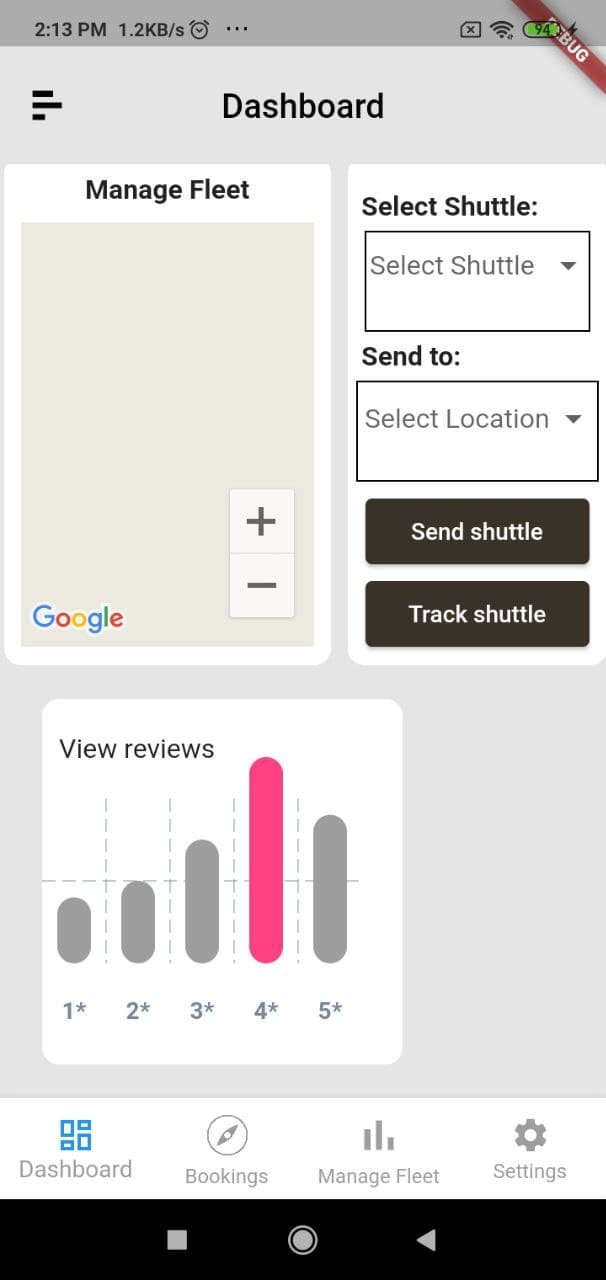 2:13 PM 1.2KB/s ...
94
DEBUG
Dashboard
Manage Fleet
Google
Select Shuttle:
Select Shuttle
Send to:
Select Location
Send shuttle
Track shuttle
View reviews
1* 2* 3* 4* 5*
Dashboard Bookings Manage Fleet Settings